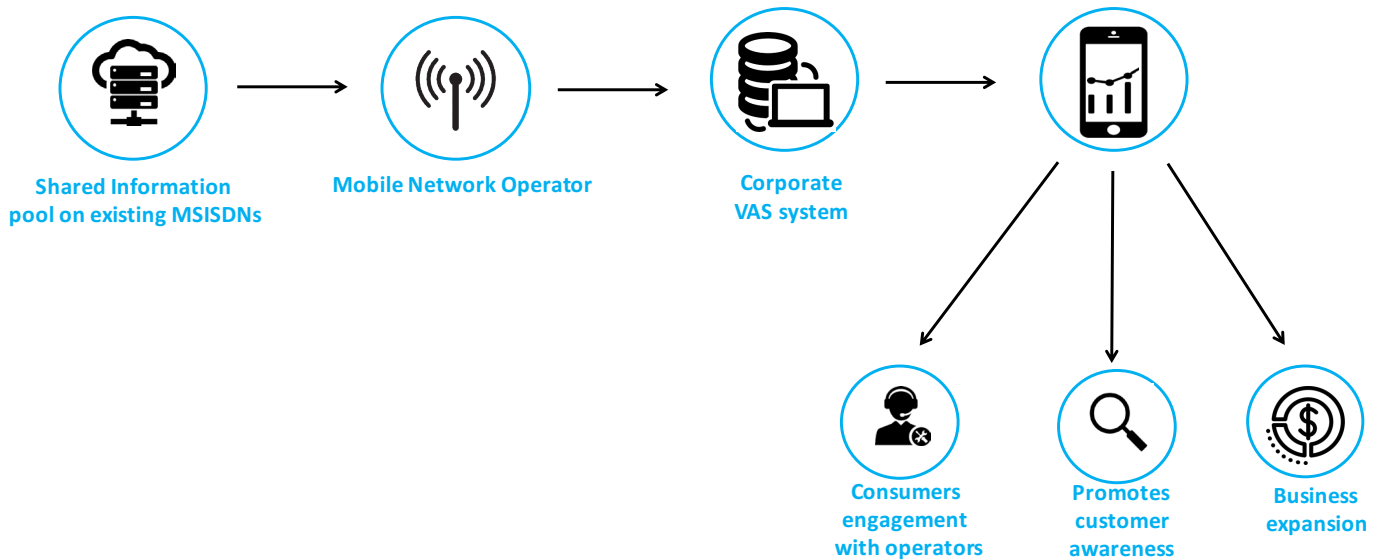 Shared Information
pool on existing MSISDNs
Mobile Network Operator
Corporate
VAS system
Consumers
engagement
with operators
Promotes
customer
awareness
Business
expansion